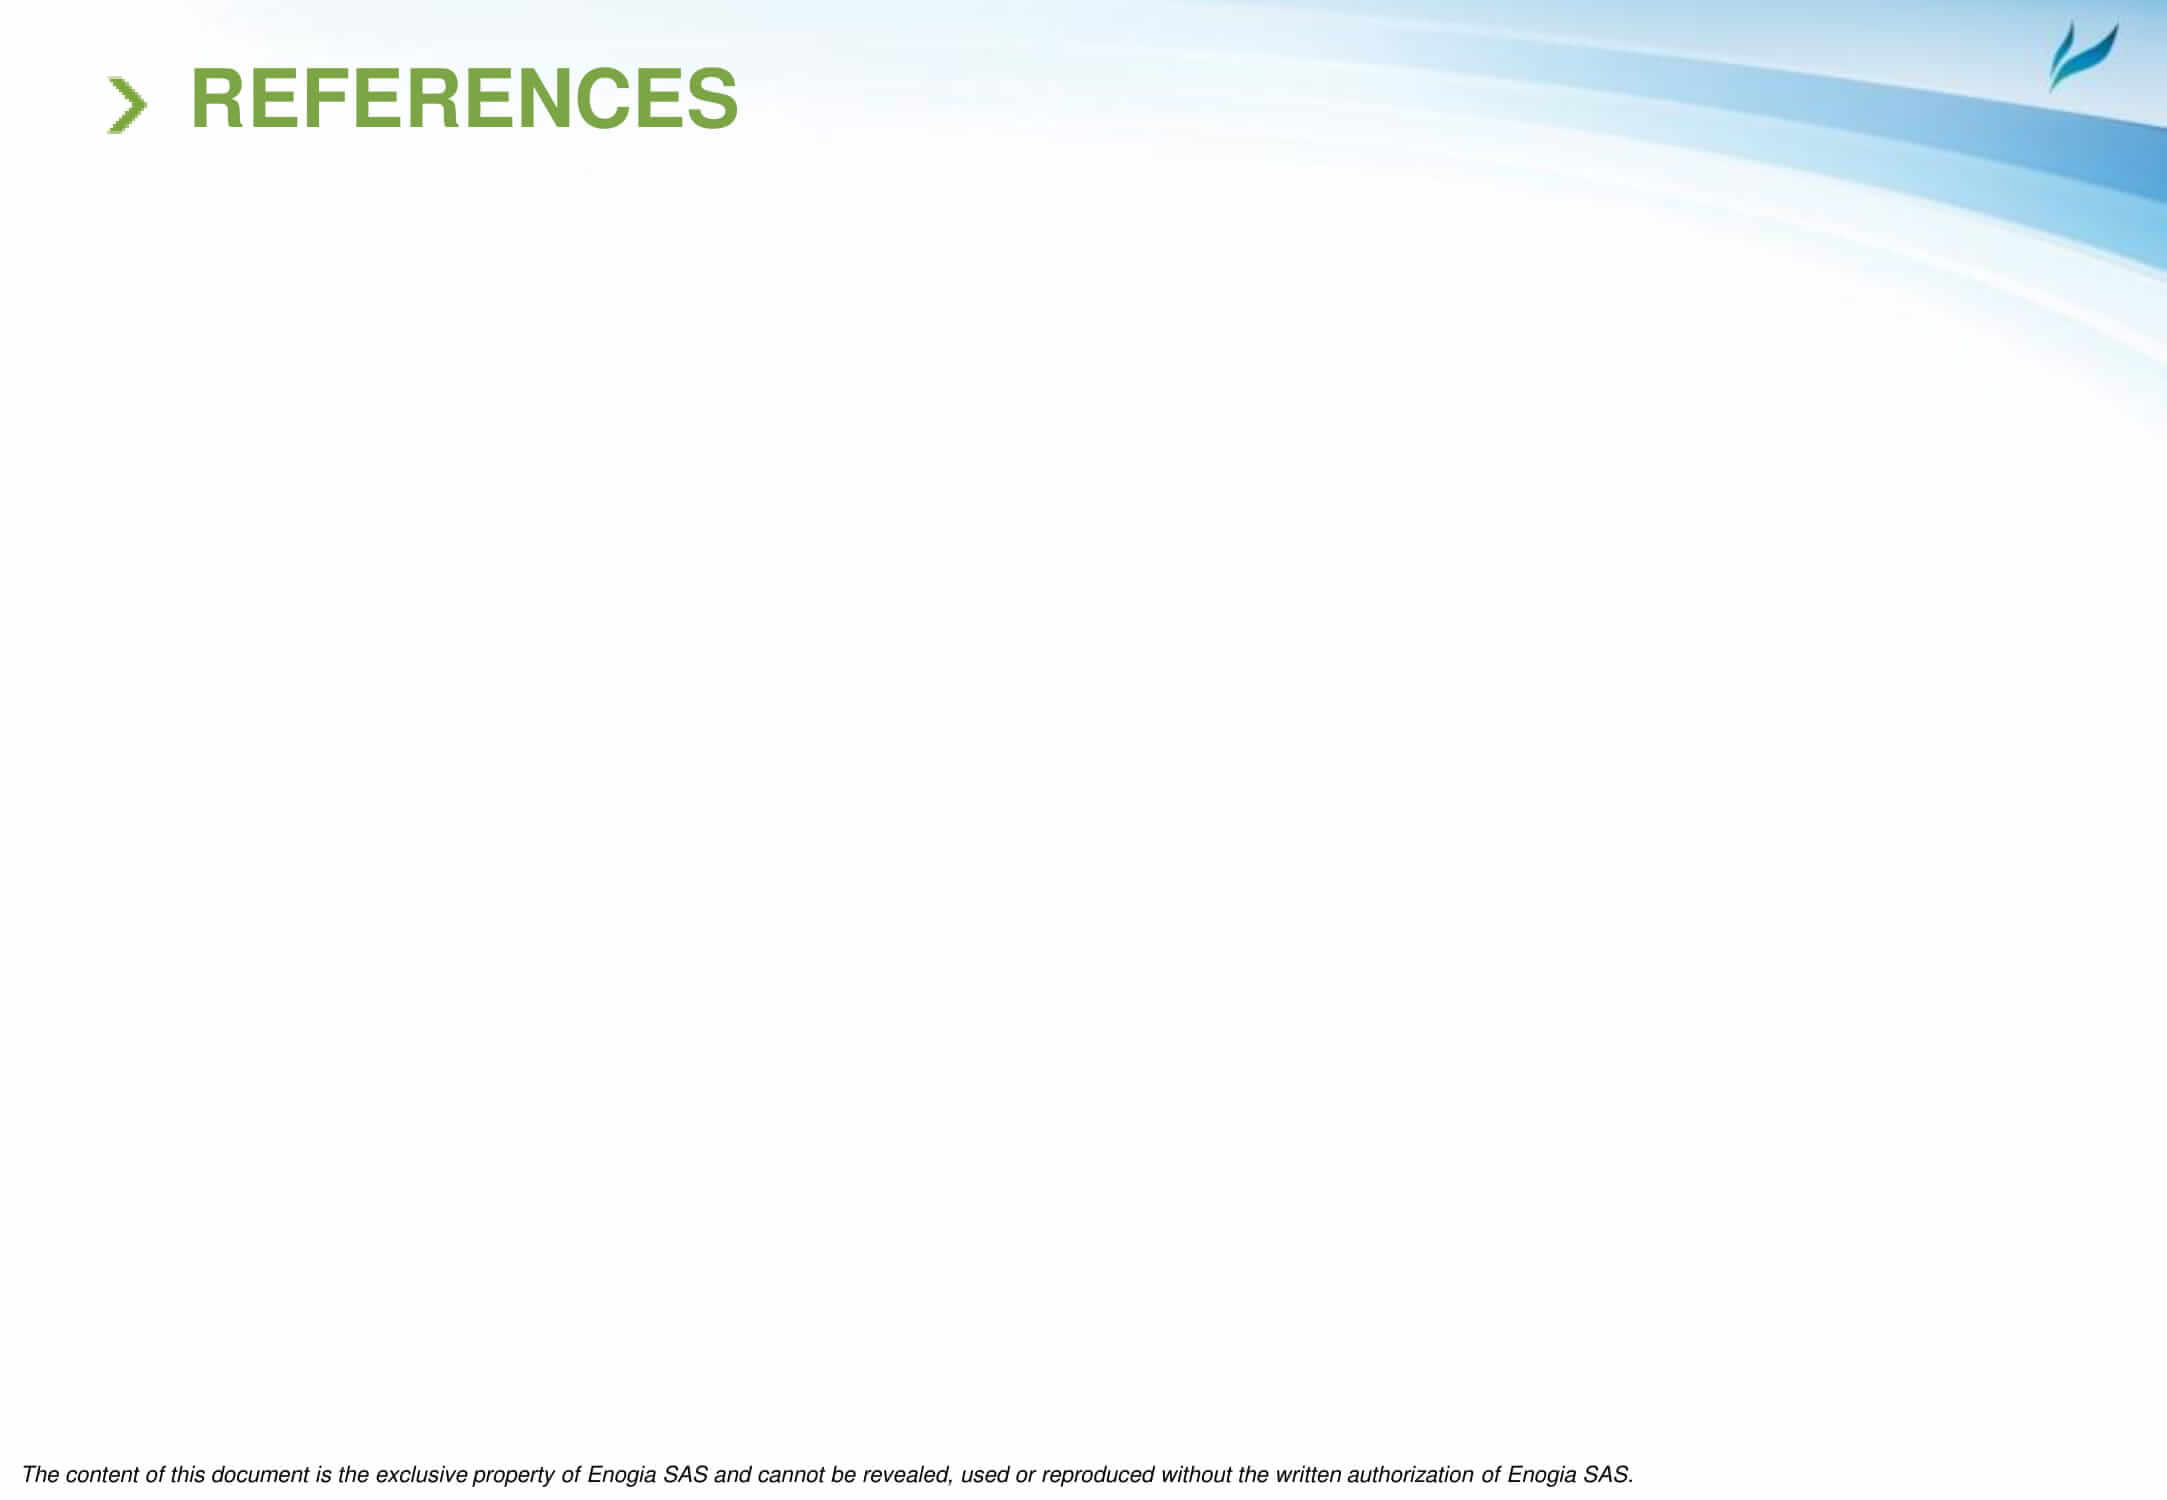 REFERENCES
The content of this document is the exclusive property of Enogia SAS and cannot be revealed, used or reproduced without the written authorization of Enogia SAS.